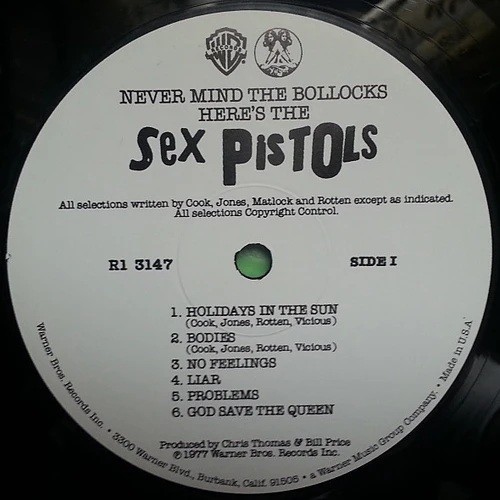 NEVER MIND THE BOLLOCKS
HERE'S THE
Sex PisTOLs
All selections written by Cook, Jones, Matlock and Rotten except as indicated.
All selections Copyright Control.
R1 3147
SIDE I
1. HOLIDAYS IN THE SUN
(Cook, Jones, Rotten, Vicious)
2. BODIES
(Cook, Jones, Rotten, Vicious)
3. NO FEELINGS
4. LIAR
5. PROBLEMS
6. GOD SAVE THE QUEEN
Produced by Chris Thomas & Bill Price
℗1977 Warner Bros. Records Inc.
Warner Bros. Records Inc. • 3300 Warner Blvd., Burbank, Calif. 91505 • a Warner Music Group Company. • Made in U.S.A.